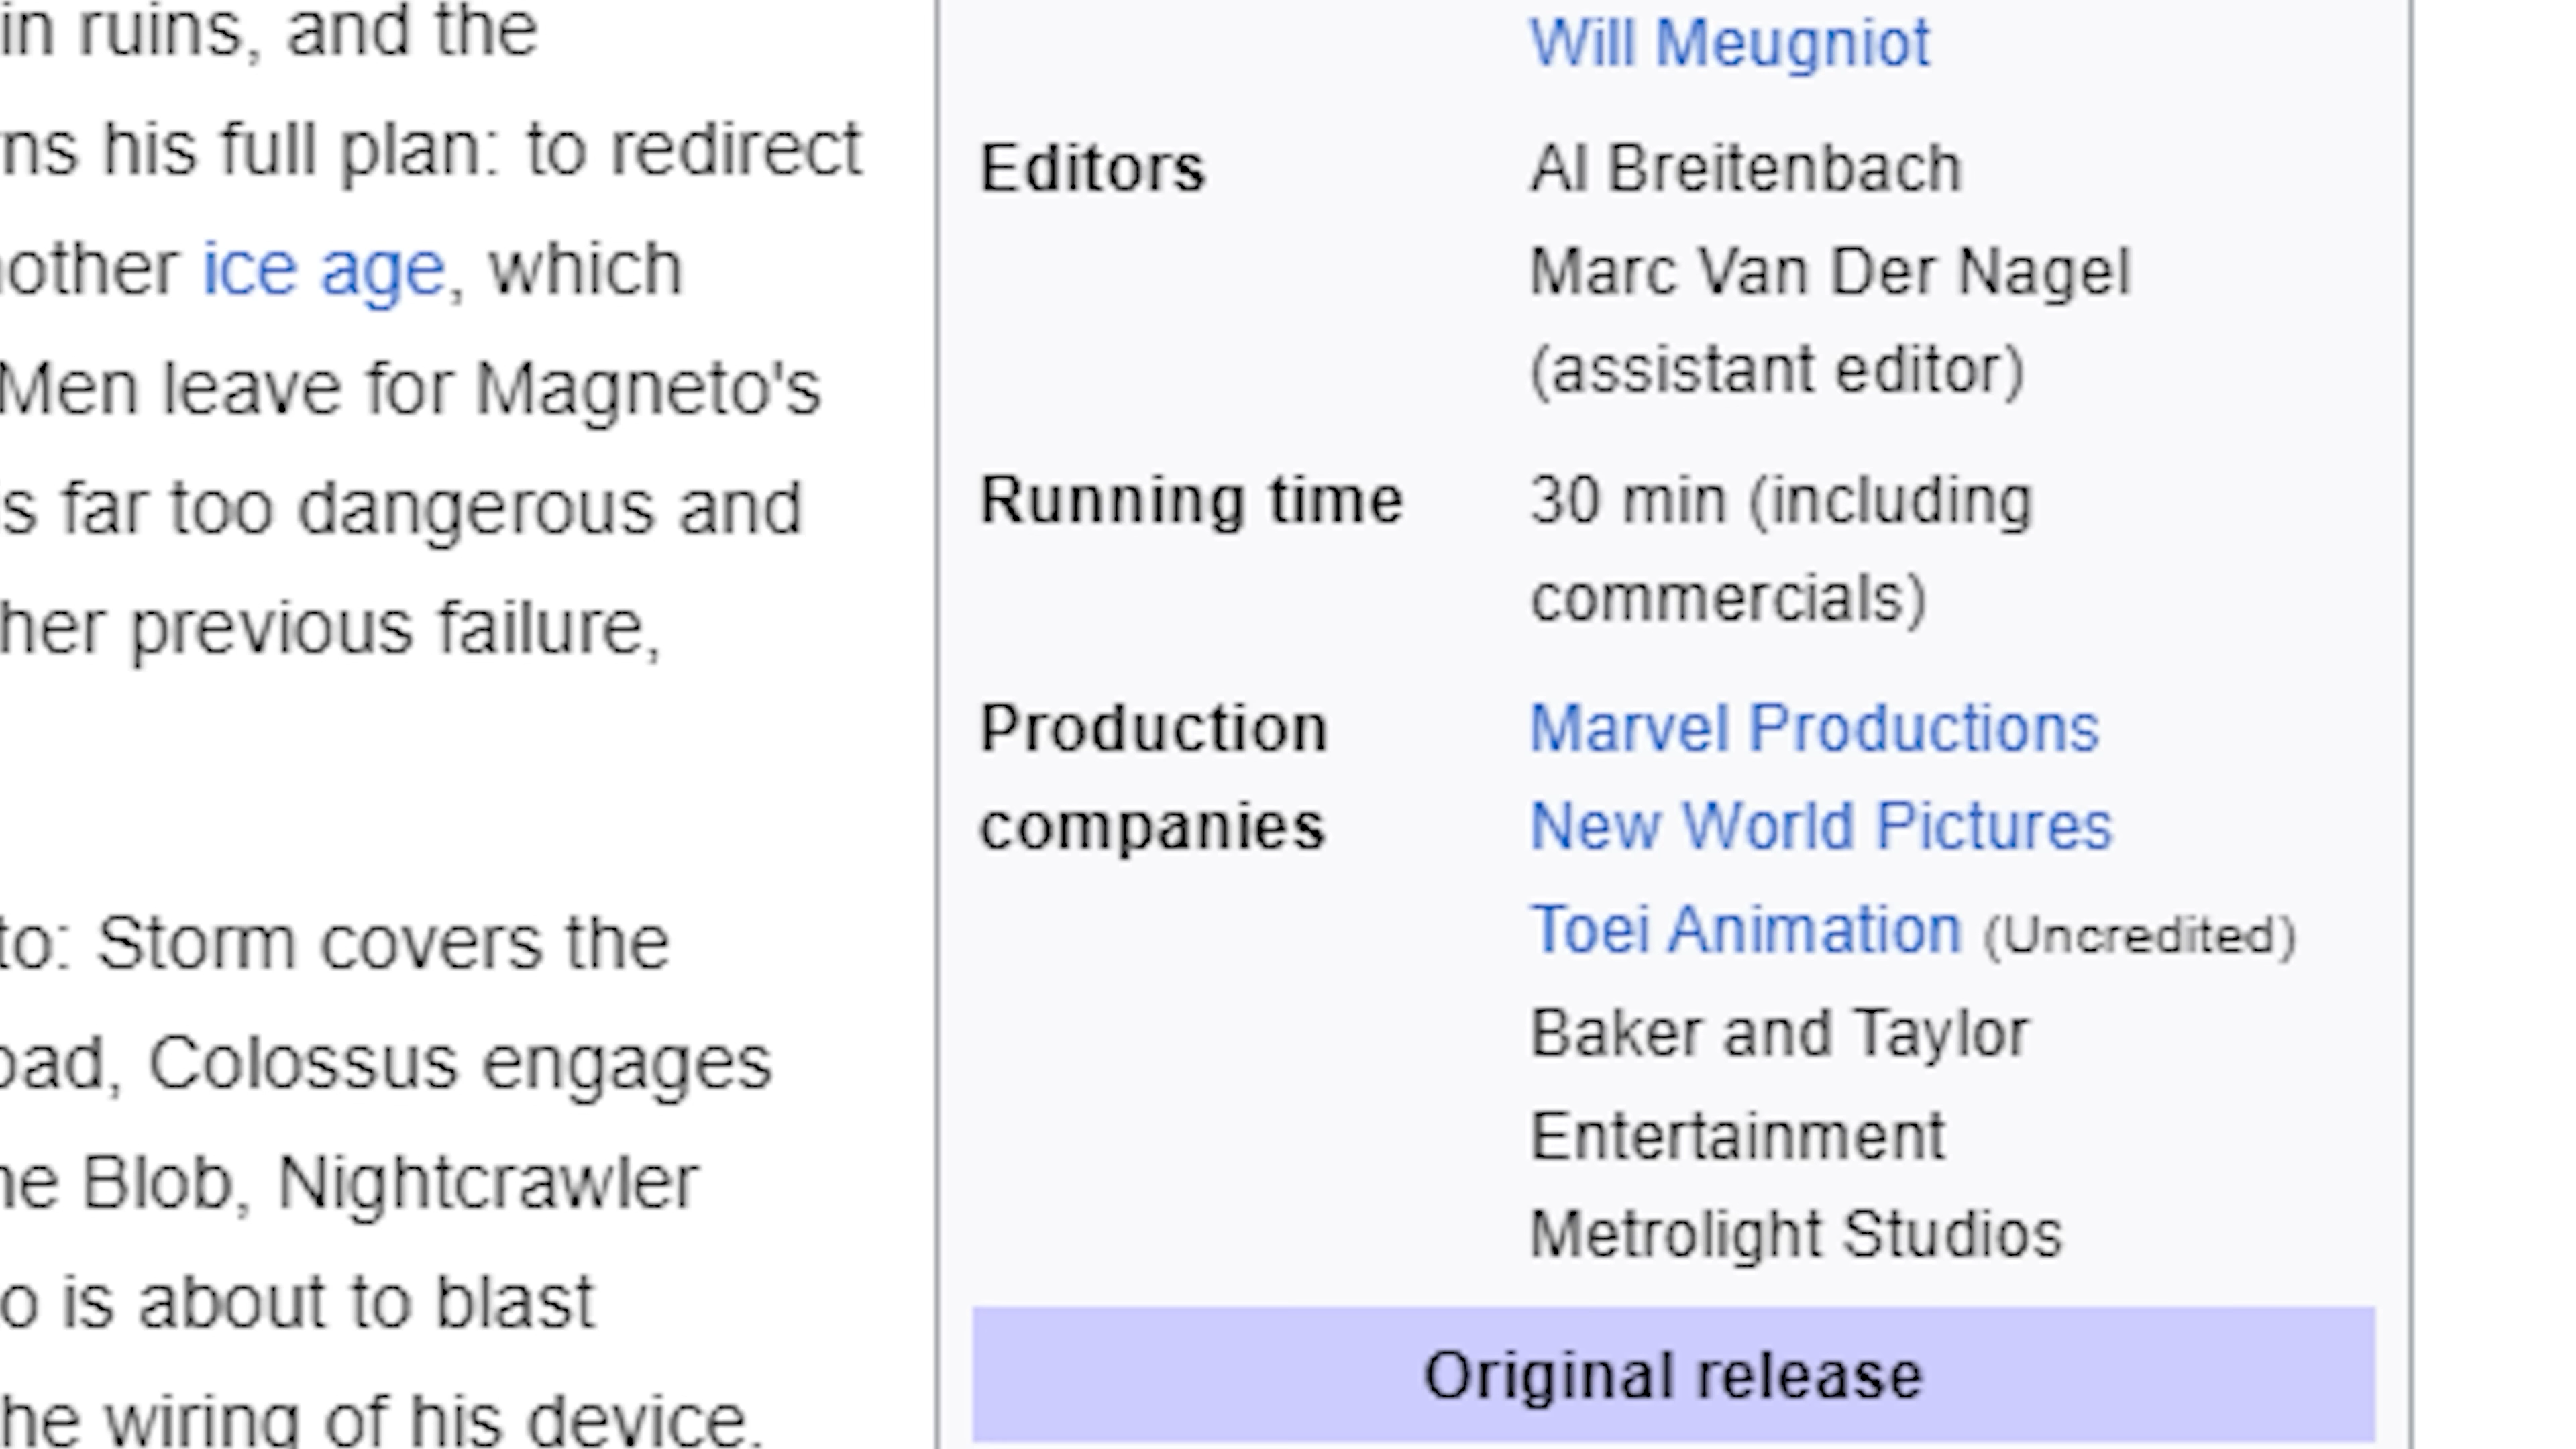 in ruins, and the
ns his full plan: to redirect
other ice age, which
Men leave for Magneto's
s far too dangerous and
her previous failure,
to: Storm covers the
oad, Colossus engages
he Blob, Nightcrawler
o is about to blast
he wiring of his device.
Will Meugniot
Editors
Al Breitenbach
Marc Van Der Nagel
(assistant editor)
Running time
30 min (including
commercials)
Production
companies
Marvel Productions
New World Pictures
Toei Animation (Uncredited)
Baker and Taylor
Entertainment
Metrolight Studios
Original release